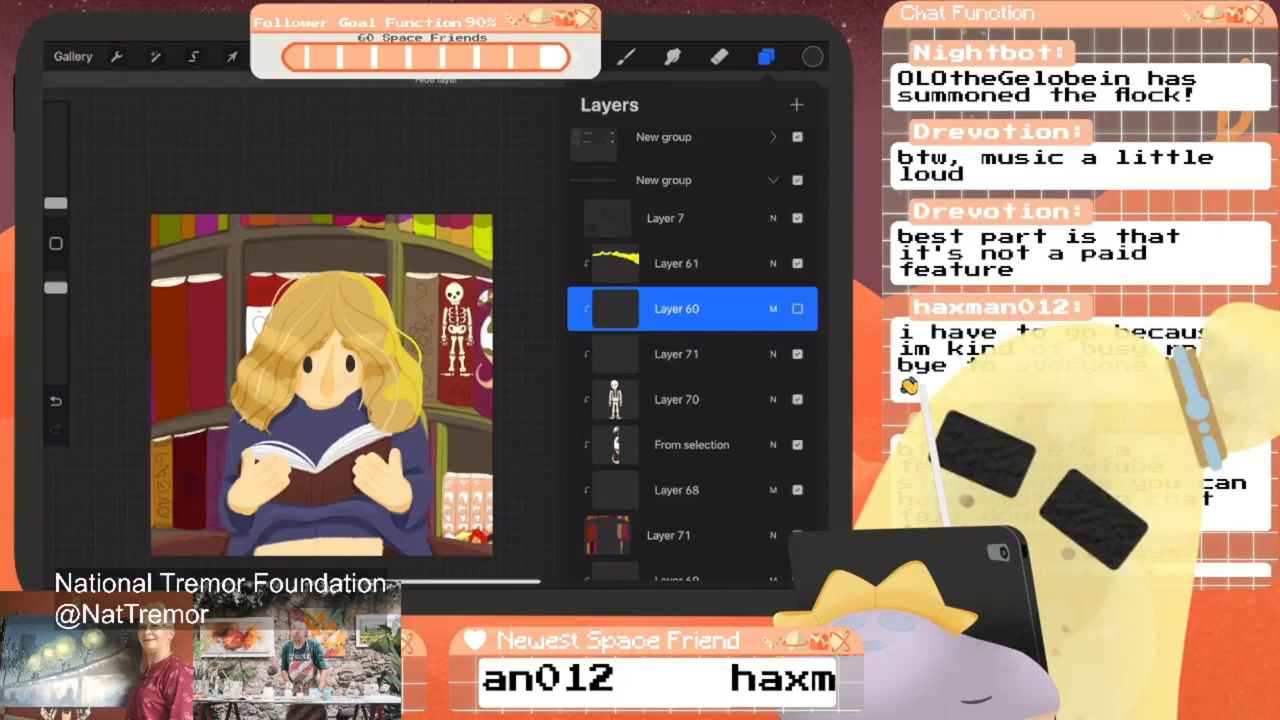 Follower Goal Function 90%
60 Space Friends
Gallery
Hide layer
Layers
New group
New group
Layer 7
N
Layer 61
N
Layer 60
M
Layer 71
N
Layer 70
N
From selection
N
Layer 68
M
Layer 71
N
Chat Function
Nightbot:
OLOtheGelobein has
summoned the flock!
Drevotion:
btw, music a little
loud
Drevotion:
best part is that
it's not a paid
feature
haxman012:
i have to go becaus
im kind of busy
bye to everyone
can
National Tremor Foundation
@NatTremor
Newest Space Friend
an012 haxm